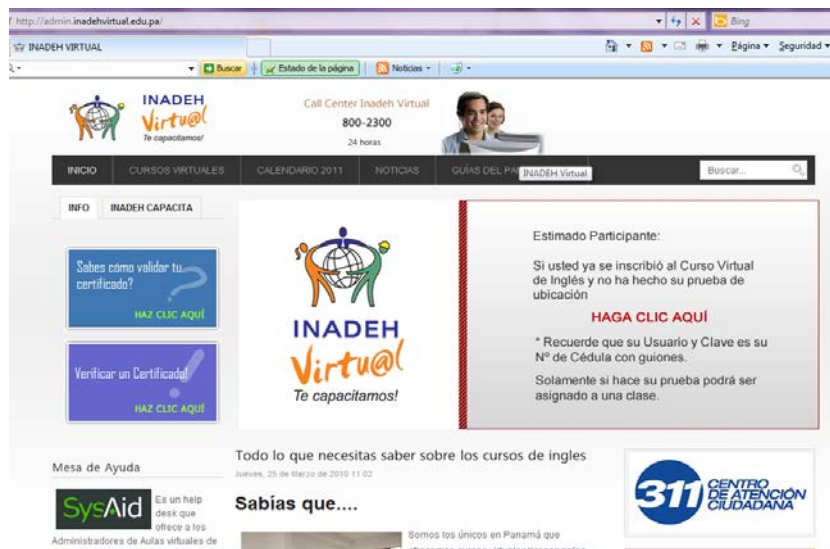 http://admin.inadehvirtual.edu.pa/
Bing
INADEH VIRTUAL
Página
Seguridad
Buscar
Estado de la página
Noticias
INADEH
Virtu@l
Te capacitamos!
Call Center Inadeh Virtual
800-2300
24 horas
INICIO
CURSOS VIRTUALES
CALENDARIO 2011
NOTICIAS
GUÍAS DEL
INADEH Virtual
Buscar...
INFO
INADEH CAPACITA
Sabes cómo validar tu
certificado?
HAZ CLIC AQUÍ
Verificar un Certificado!
HAZ CLIC AQUÍ
INADEH
Virtu@l
Te capacitamos!
Estimado Participante:
Si usted ya se inscribió al Curso Virtual
de Inglés y no ha hecho su prueba de
ubicación
HAGA CLIC AQUÍ
* Recuerde que su Usuario y Clave es su
Nº de Cédula con guiones.
Solamente si hace su prueba podrá ser
asignado a una clase.
Mesa de Ayuda
SysAid
Es un help
desk que
ofrece a los
Administradores de Aulas virtuales de
Todo lo que necesitas saber sobre los cursos de ingles
Jueves, 25 de Marzo de 2010 11:03
Sabías que....
Somos los únicos en Panamá que
311
CENTRO
DE ATENCIÓN
CIUDADANA